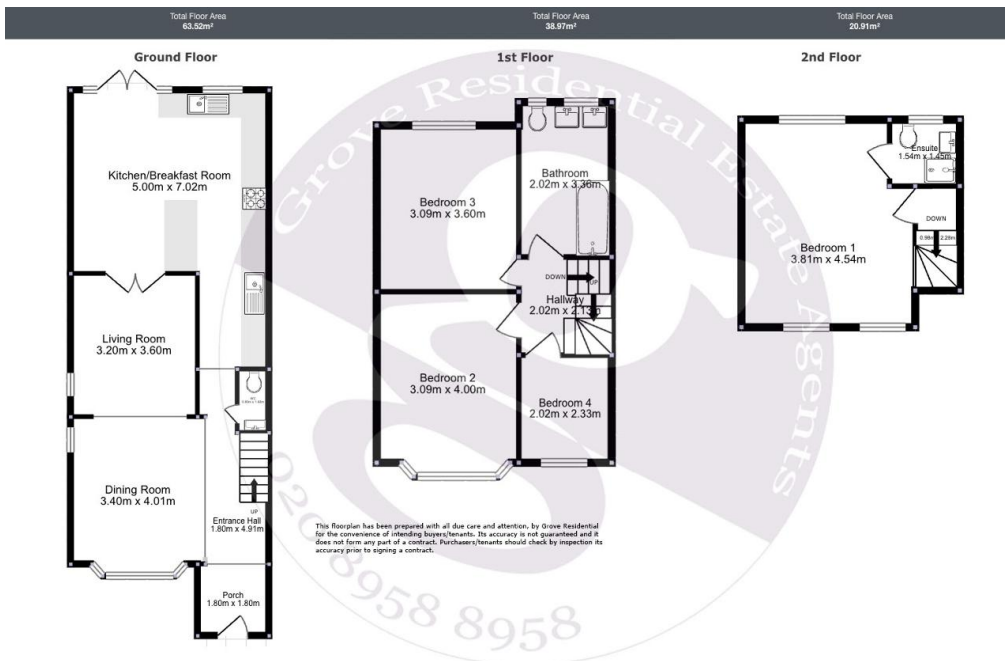 Total Floor Area
63.52m²
Total Floor Area
38.97m²
Total Floor Area
20.91m²
Ground Floor
1st Floor
2nd Floor
Kitchen/Breakfast Room
5.00m x 7.02m
Living Room
3.20m x 3.60m
Dining Room
3.40m x 4.01m
UP
Entrance Hall
1.80m x 4.91m
Porch
1.80m x 1.80m
Bedroom 3
3.09m x 3.60m
Bathroom
2.02m x 3.36m
DOWN
UP
Hallway
2.02m x 2.13m
Bedroom 2
3.09m x 4.00m
Bedroom 4
2.02m x 2.33m
Ensuite
1.54m x 1.45m
DOWN
Bedroom 1
3.81m x 4.54m
This floorplan has been prepared with all due care and attention, by Grove Residential
for the convenience of intending buyers/tenants. Its accuracy is not guaranteed and it
does not form any part of a contract. Purchasers/tenants should check by inspection its
accuracy prior to signing a contract.
Grove Residential Estate Agents
020 8958 8958